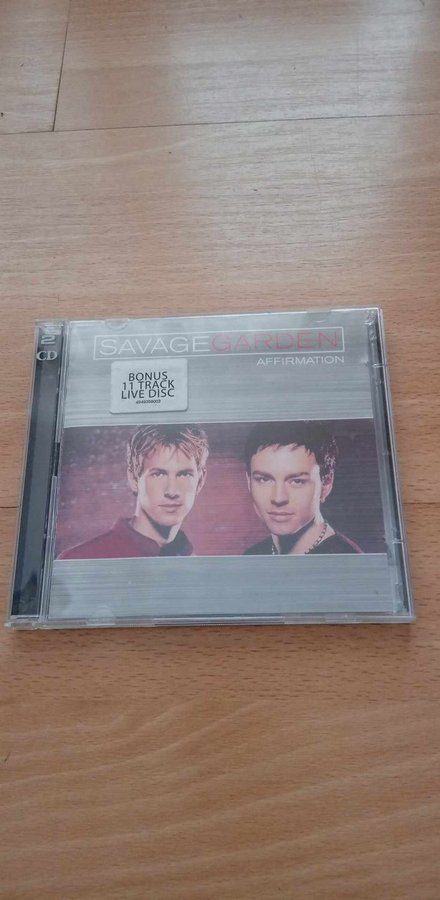 2
CD
SAVAGE GARDEN
AFFIRMATION
BONUS
11 TRACK
LIVE DISC